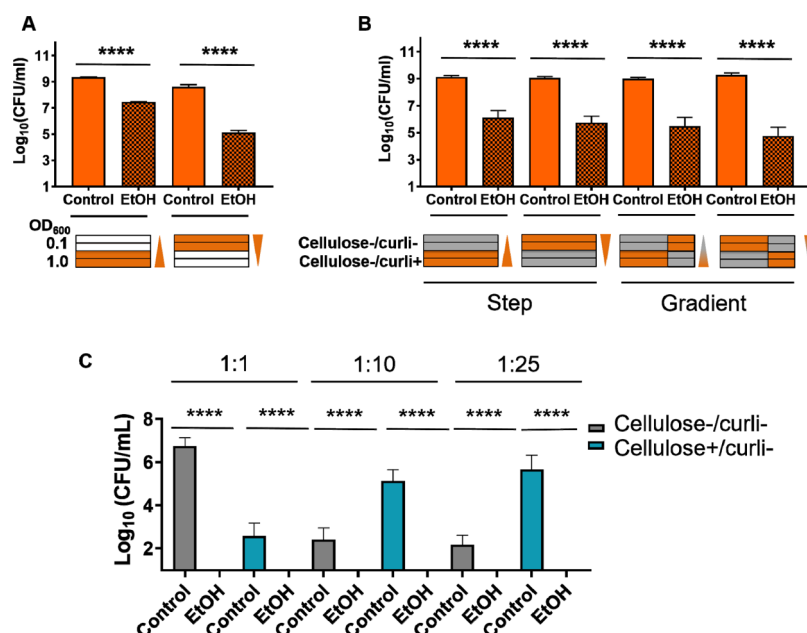 A
Log10(CFU/ml)
11
9
7
5
3
1
**** ****
Control EtOH Control EtOH
OD600
0.1
1.0
B
Log10(CFU/ml)
11
9
7
5
3
1
**** **** **** ****
Control EtOH Control EtOH Control EtOH Control EtOH
Cellulose-/curli-
Cellulose-/curli+
Step Gradient
C
1:1 1:10 1:25
**** **** **** **** **** ****
Log10 (CFU/mL)
8
6
4
2
Control EtOH Control EtOH Control EtOH Control EtOH Control EtOH Control EtOH
Cellulose-/curli-
Cellulose+/curli-